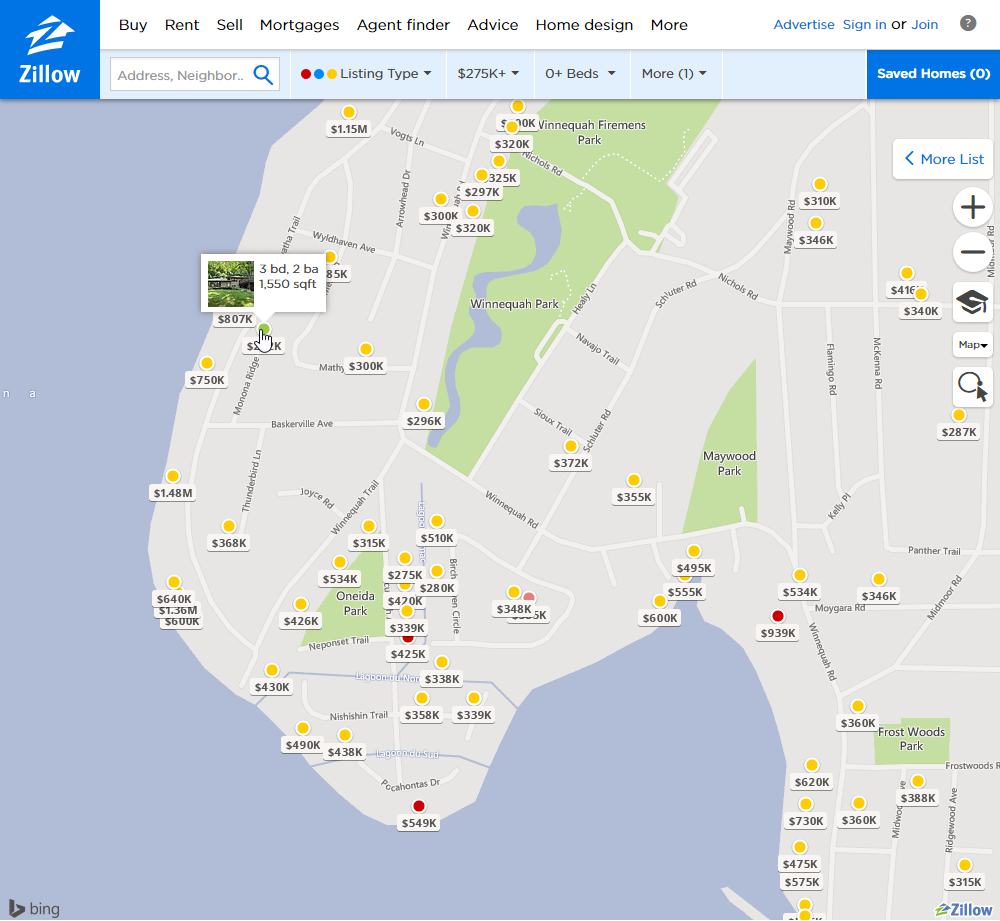 Buy Rent Sell Mortgages Agent finder Advice Home design More
Advertise Sign in or Join ?
Zillow
Address, Neighbor..
Listing Type
$275K+
0+ Beds
More (1)
Saved Homes (0)
Winnequah Firemens
Park
$1.15M
Vogts Ln
$320K
Nichols Rd
More List
$325K
$297K
Arrowhead Dr
$310K
$300K
$320K
Maywood Rd
$346K
Wyldhaven Ave
3 bd, 2 ba
1,550 sqft
$416K
$340K
Winnequah Park
Healy Ln
Schluter Rd
Nichols Rd
$807K
Navajo Trail
Map
$300K
$750K
Monona Ridge
Flamingo Rd
McKenna Rd
n a
$296K
Baskerville Ave
Sioux Trail
Schluter Rd
$287K
$372K
Maywood
Park
Thunderbird Ln
$1.48M
Joyce Rd
Winnequah Trail
$355K
Winnequah Rd
Kelly Pl
$368K
$315K
$510K
Panther Trail
$534K
$275K
$280K
$495K
$555K
$534K
$346K
Oneida
Park
$420K
$640K
$1.36M
$600K
$426K
$348K
$600K
Moygara Rd
Midmoor Rd
$339K
$939K
Neponset Trail
$425K
Winnequah Rd
$430K
$338K
$358K
$339K
Nishishin Trail
$360K
$490K
$438K
Lagoon du Sud
Frost Woods
Park
Frostwoods R
Pocahontas Dr
$620K
$388K
$549K
$730K
$360K
Ridgewood Ave
$475K
$575K
$315K
bing
Zillow